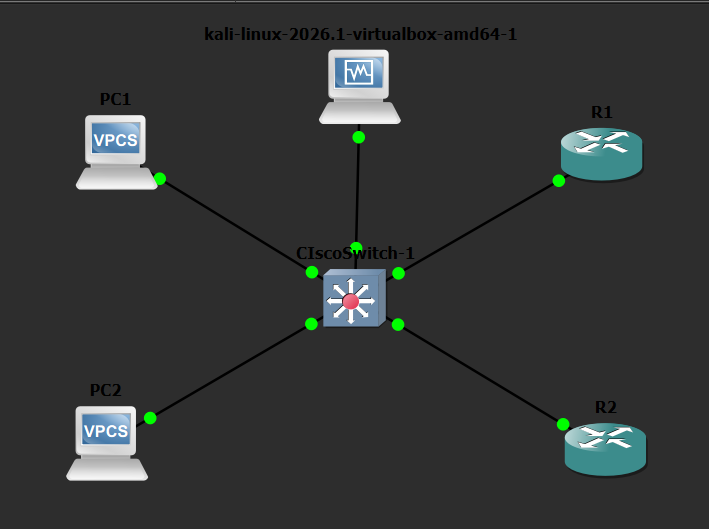 kali-linux-2026.1-virtualbox-amd64-1
PC1
VPCS
R1
CIscoSwitch-1
PC2
VPCS
R2